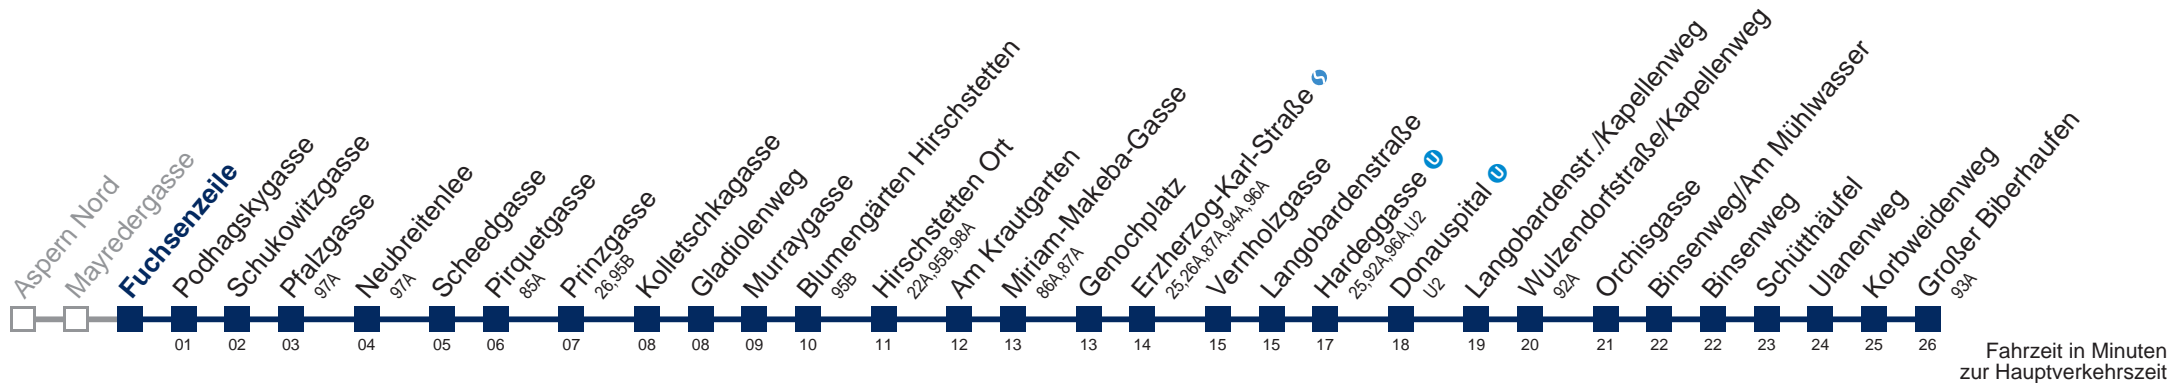 Aspern Nord
Mayredergasse
Fuchsenzeile
Podhagskygasse
01
Schukowitzgasse
02
Pfalzgasse
97A
03
Neubreitenlee
97A
04
Scheedgasse
05
Pirquetgasse
85A
06
Prinzgasse
26,95B
07
Kolletschkagasse
08
Gladiolenweg
08
Murraygasse
09
Blumengärten Hirschstetten
95B
10
Hirschstetten Ort
22A,95B,98A
11
Am Krautgarten
12
Miriam-Makeba-Gasse
86A,87A
13
Genochplatz
13
Erzherzog-Karl-Straße S
25,26A,87A,94A,96A
14
Vernholzgasse
15
Langobardenstraße
15
Hardeggasse U
25,92A,96A,U2
17
Donauspital U
U2
18
Langobardenstr./Kapellenweg
19
Wulzendorfstraße/Kapellenweg
92A
20
Orchisgasse
21
Binsenweg/Am Mühlwasser
22
Binsenweg
22
Schütthäufel
23
Ulanenweg
24
Korbweidenweg
25
Großer Biberhaufen
93A
26
Fahrzeit in Minuten
zur Hauptverkehrszeit